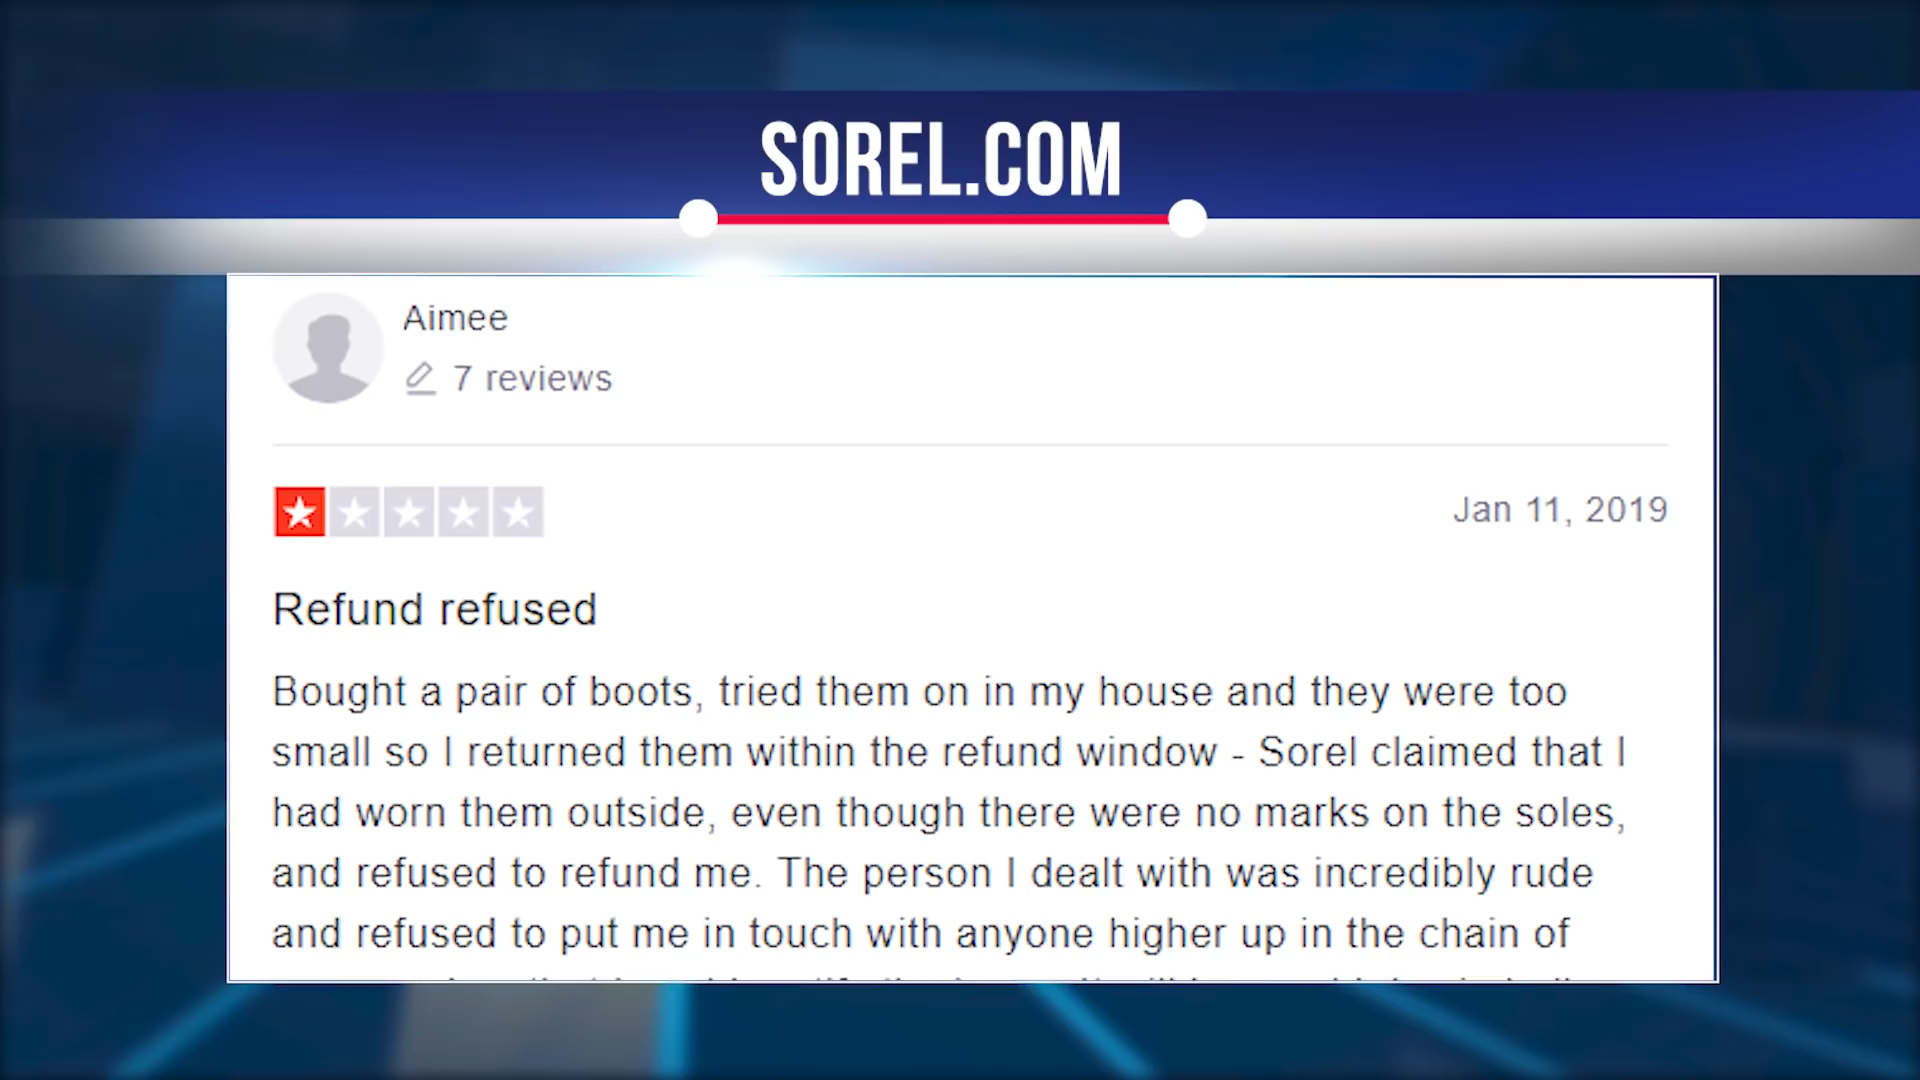 SOREL.COM
Aimee
7 reviews
Jan 11, 2019
Refund refused
Bought a pair of boots, tried them on in my house and they were too
small so I returned them within the refund window - Sorel claimed that I
had worn them outside, even though there were no marks on the soles,
and refused to refund me. The person I dealt with was incredibly rude
and refused to put me in touch with anyone higher up in the chain of